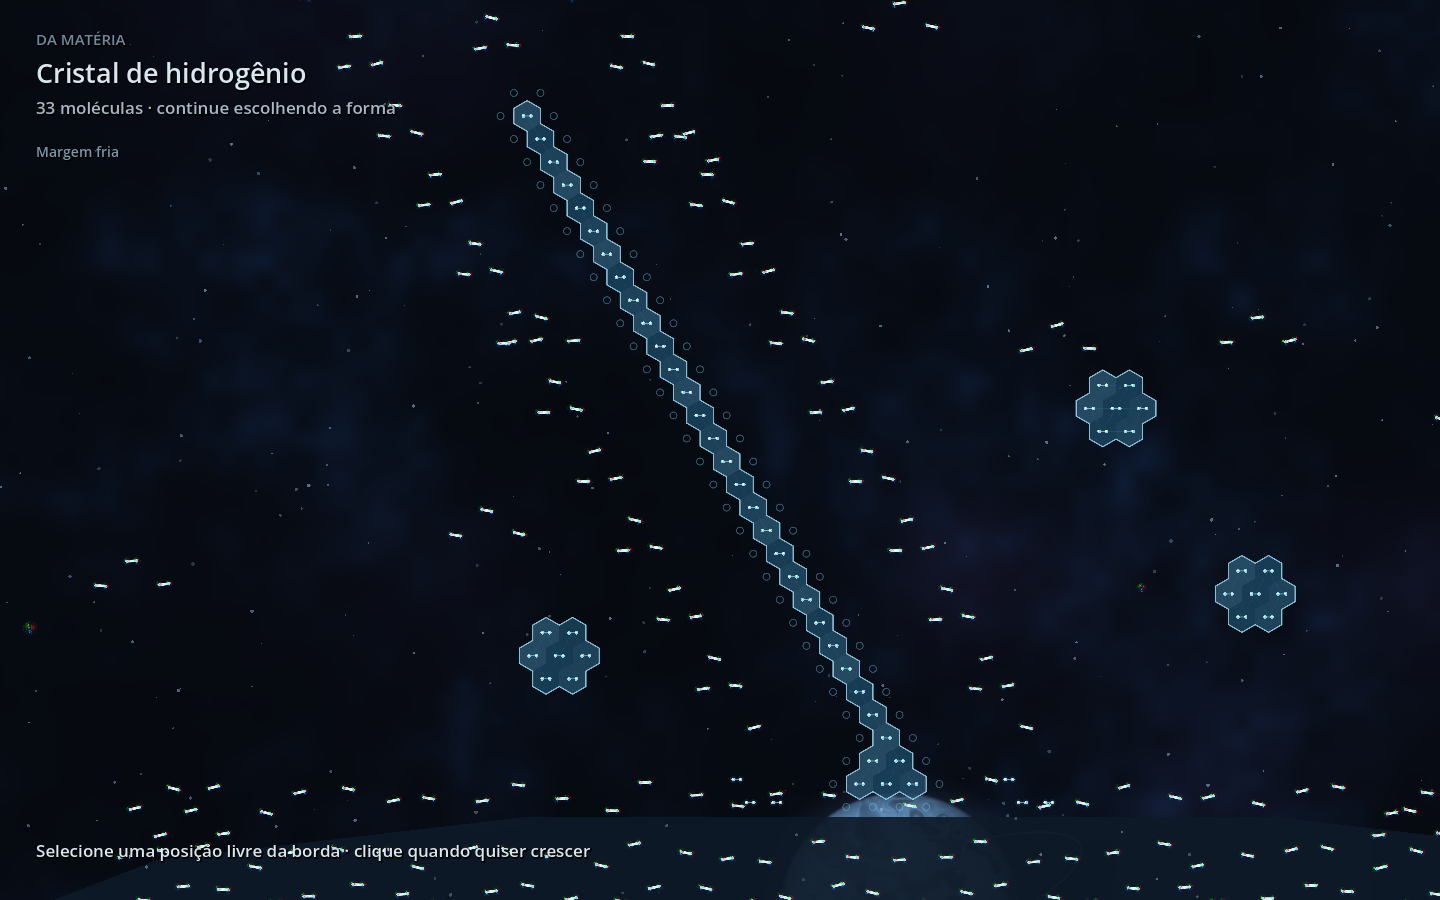 DA MATÉRIA
Cristal de hidrogênio
33 moléculas · continue escolhendo a forma
Margem fria
Selecione uma posição livre da borda · clique quando quiser crescer